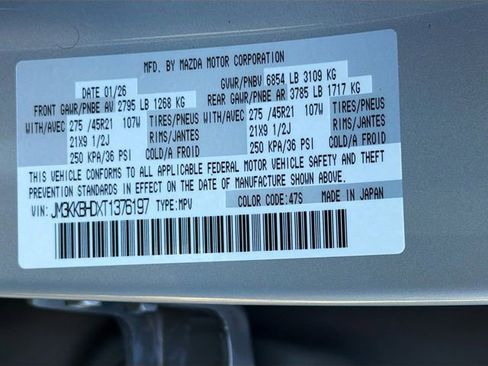 MFD. BY MAZDA MOTOR CORPORATION
DATE 01/26 GVWR/PNBV 6854 LB 3109 KG
FRONT GAWR/PNBE AV 2795 LB 1268 KG REAR GAWR/PNBE AR 3785 LB 1717 KG
WITH/AVEC 275 /45R21 107W TIRES/PNEUS WITH/AVEC 275 /45R21 107W TIRES/PNEUS
21X9 1/2J RIMS/JANTES 21X9 1/2J RIMS/JANTES
250 KPA/36 PSI COLD/A FROID 250 KPA/36 PSI COLD/A FROID
THIS VEHICLE CONFORMS TO ALL APPLICABLE FEDERAL MOTOR VEHICLE SAFETY AND THEFT
PREVENTION STANDARDS IN EFFECT ON THE DATE OF MANUFACTURE SHOWN ABOVE.
VIN: JM3KKBHDXT1376197 TYPE:MPV COLOR CODE:47S MADE IN JAPAN